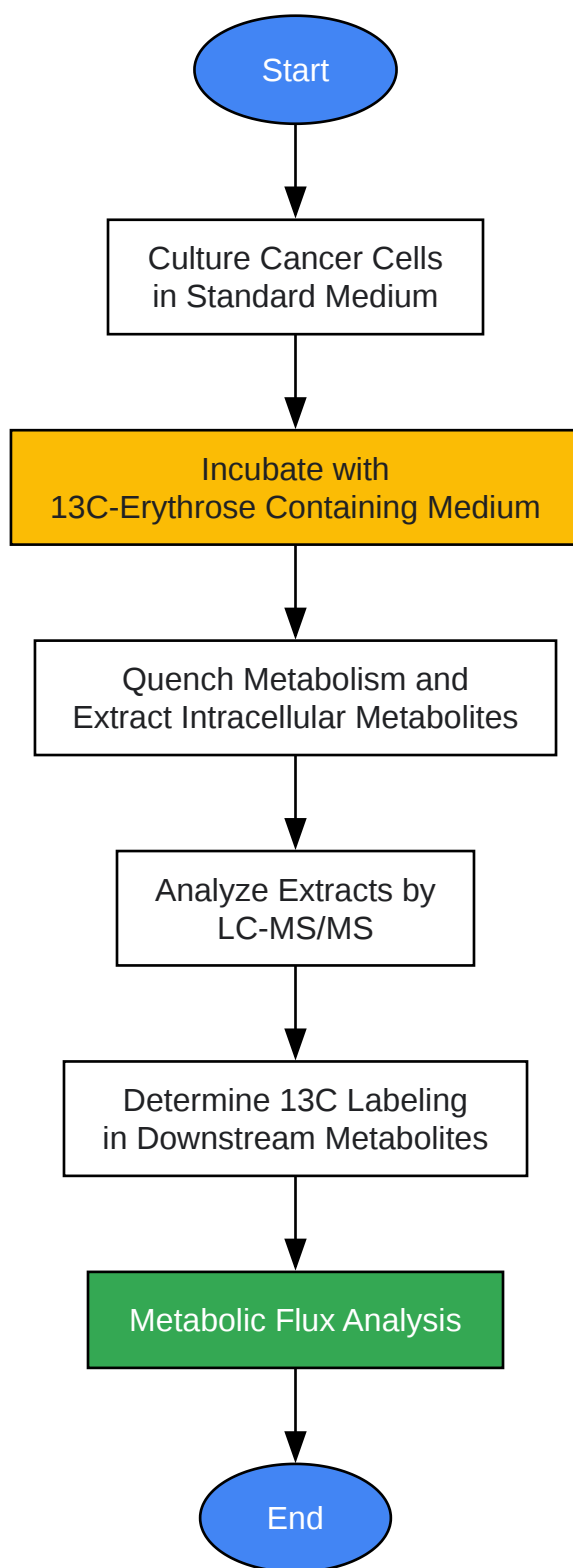 Start
Culture Cancer Cells
in Standard Medium
Incubate with
13C-Erythrose Containing Medium
Quench Metabolism and
Extract Intracellular Metabolites
Analyze Extracts by
LC-MS/MS
Determine 13C Labeling
in Downstream Metabolites
Metabolic Flux Analysis
End